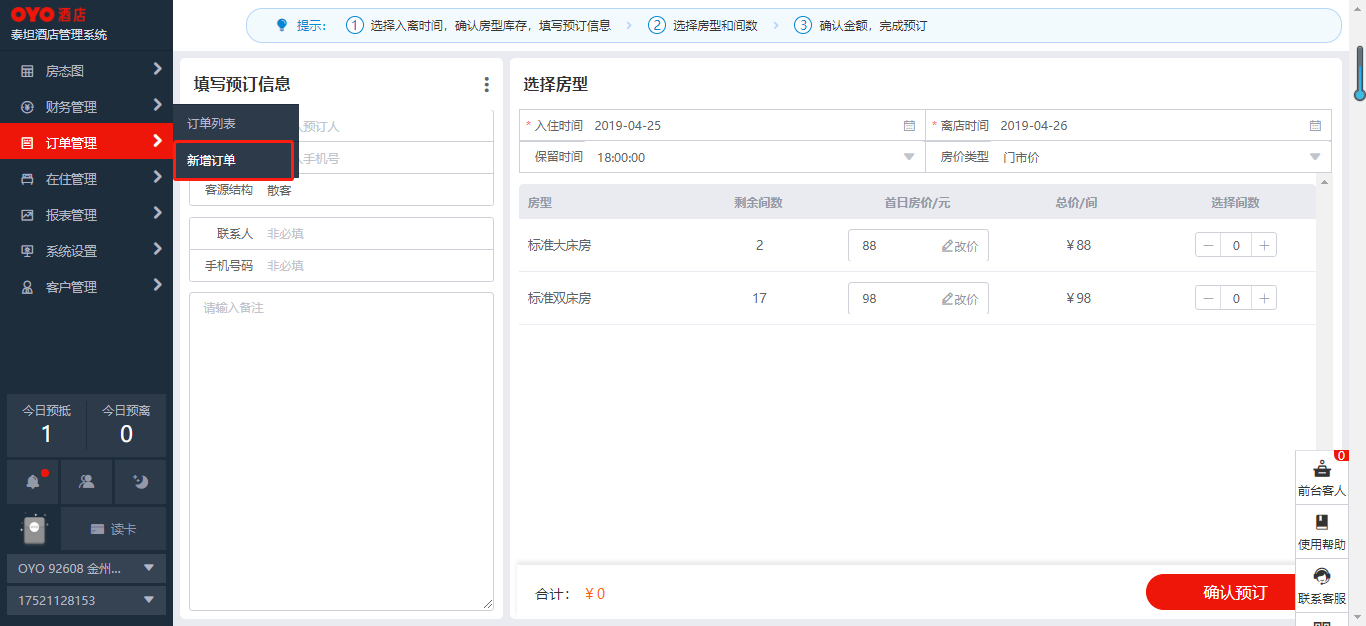 OYO 酒店
泰坦酒店管理系统
房态图
财务管理
订单管理
在住管理
报表管理
系统设置
客户管理
今日预抵
1
今日预离
0
读卡
OYO 92608 金州...
17521128153
提示: ① 选择入离时间，确认房型库存，填写预订信息 ② 选择房型和间数 ③ 确认金额，完成预订
填写预订信息
订单列表
新增订单
入预订人
入手机号
客源结构 散客
联系人 非必填
手机号码 非必填
请输入备注
选择房型
* 入住时间 2019-04-25
* 离店时间 2019-04-26
保留时间 18:00:00
房价类型 门市价
房型 剩余间数 首日房价/元 总价/间 选择间数
标准大床房 2 88 改价 ￥88 － 0 ＋
标准双床房 17 98 改价 ￥98 － 0 ＋
合计: ￥0
确认预订
0
前台客人
使用帮助
联系客服